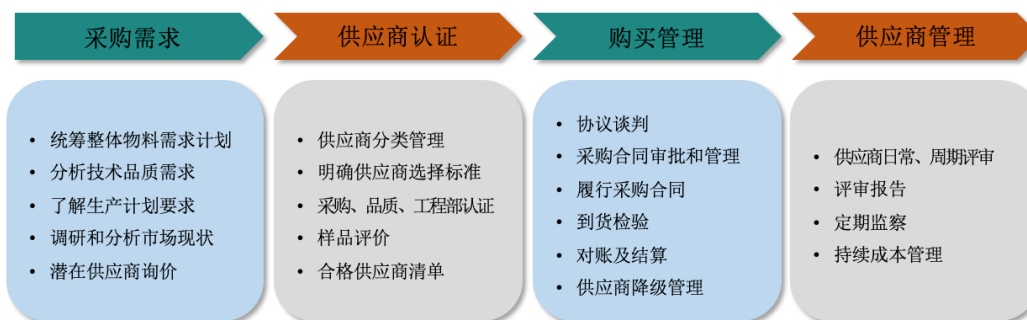 采购需求
供应商认证
购买管理
供应商管理
• 统筹整体物料需求计划
• 分析技术品质需求
• 了解生产计划要求
• 调研和分析市场现状
• 潜在供应商询价
• 供应商分类管理
• 明确供应商选择标准
• 采购、品质、工程部认证
• 样品评价
• 合格供应商清单
• 协议谈判
• 采购合同审批和管理
• 履行采购合同
• 到货检验
• 对账及结算
• 供应商降级管理
• 供应商日常、周期评审
• 评审报告
• 定期监察
• 持续成本管理